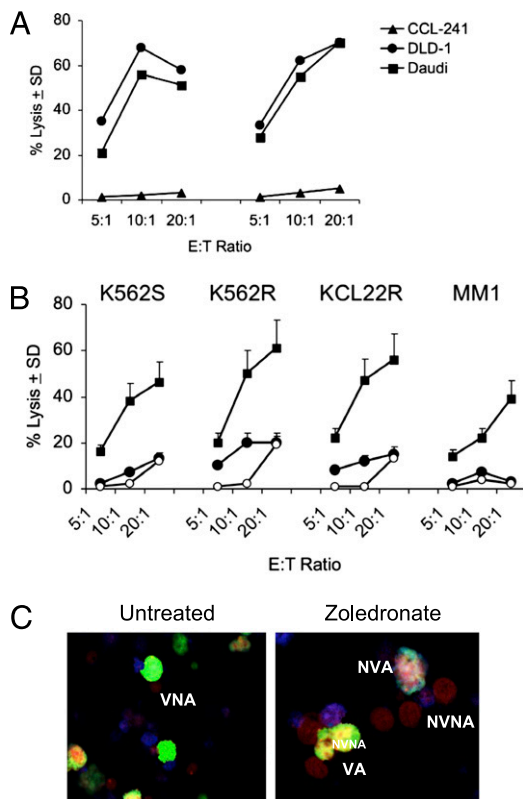 A
CCL-241
DLD-1
Daudi
% Lysis ± SD
80
60
40
20
0
5:1 10:1 20:1 5:1 10:1 20:1
E:T Ratio
B
K562S K562R KCL22R MM1
% Lysis ± SD
80
60
40
20
0
5:1 10:1 20:1 5:1 10:1 20:1 5:1 10:1 20:1 5:1 10:1 20:1
E:T Ratio
C
Untreated Zoledronate
VNA
NVA
NVNA
NVNA
VA